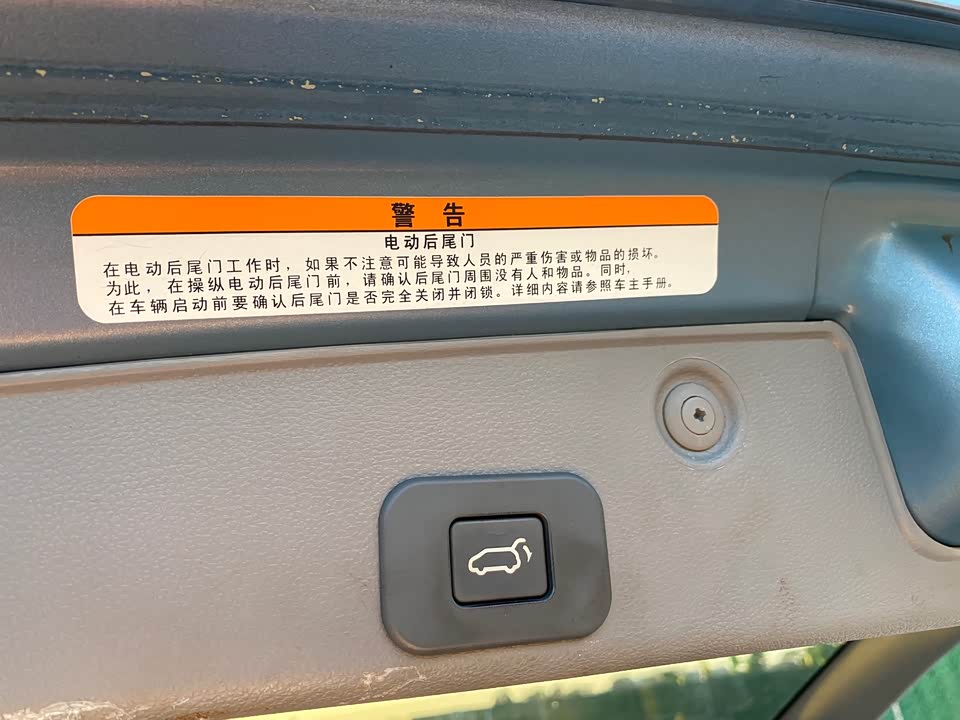 警告
电动后尾门
在电动后尾门工作时，如果不注意可能导致人员的严重伤害或物品的损坏。
为此，在操纵电动后尾门前，请确认后尾门周围没有人和物品。同时，
在车辆启动前要确认后尾门是否完全关闭并闭锁。详细内容请参照车主手册。